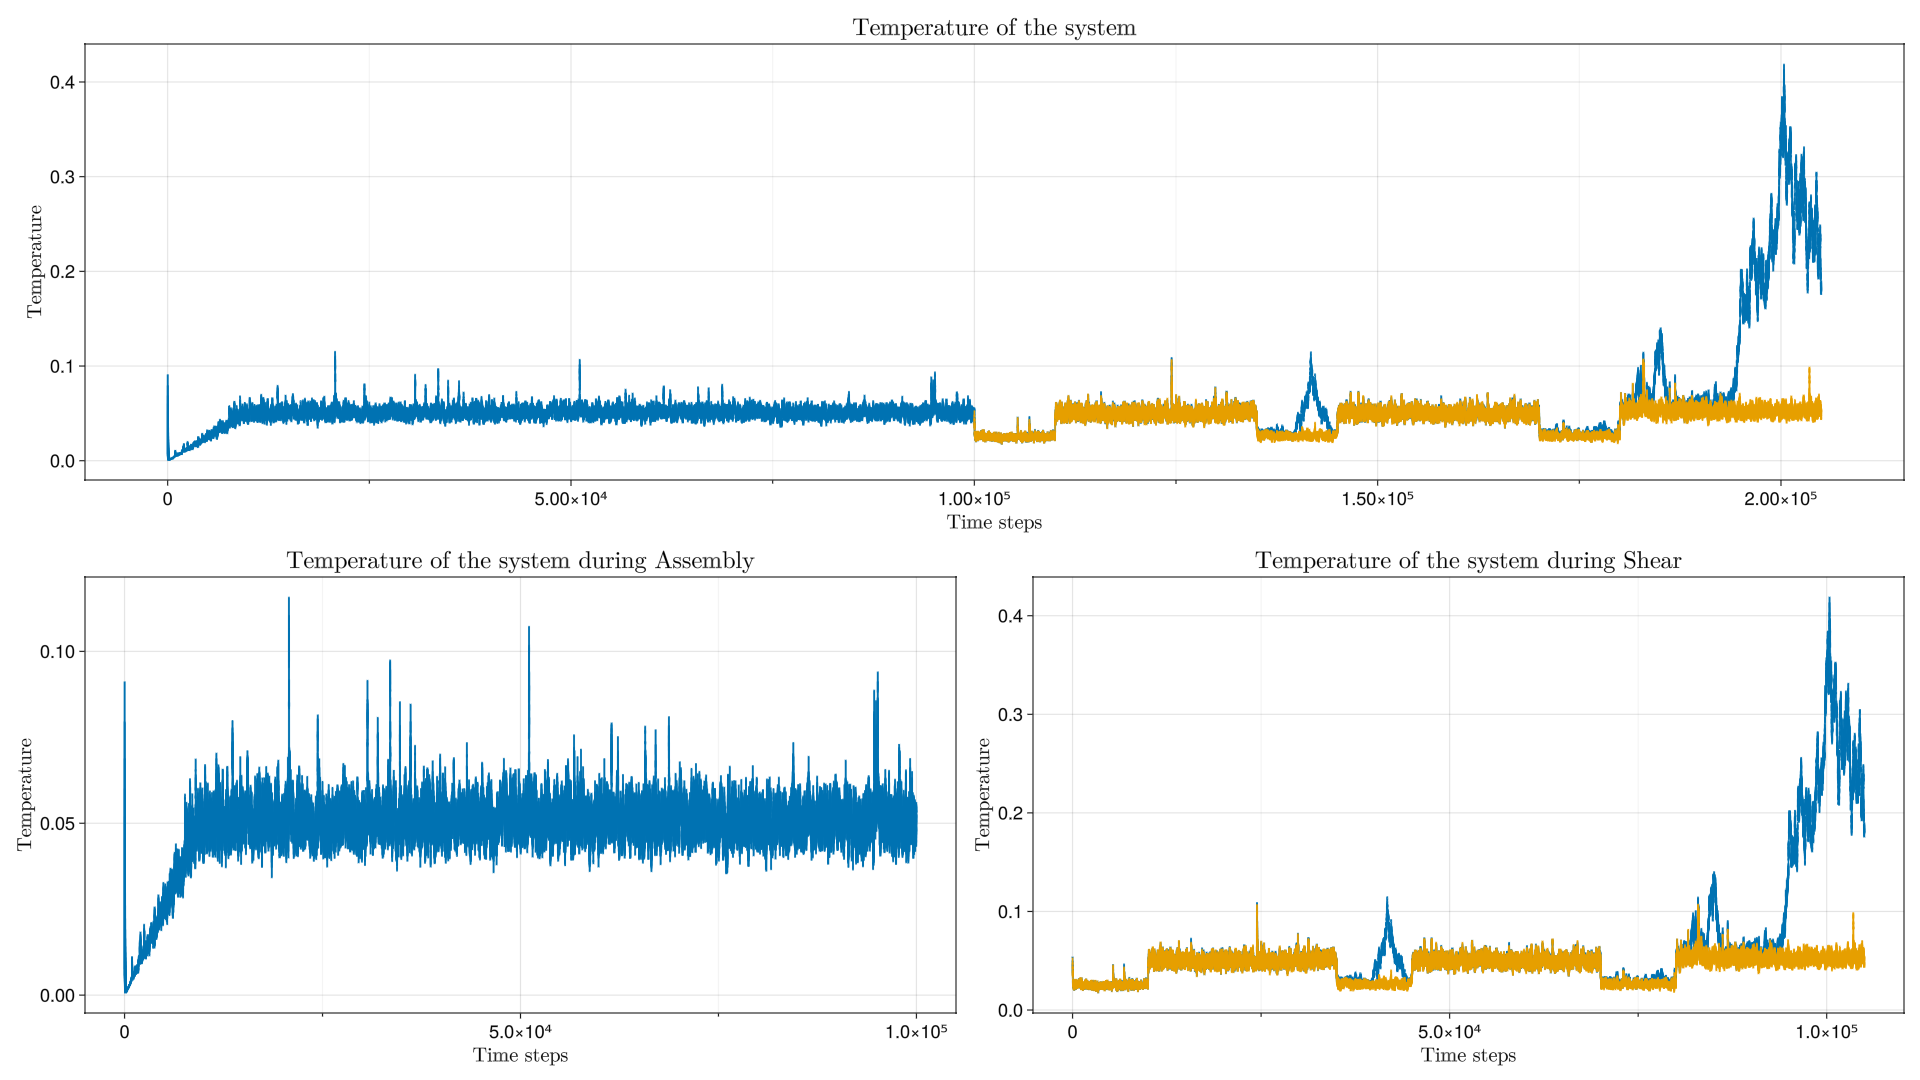 Temperature of the system
Temperature
0.4
0.3
0.2
0.1
0.0
0
5.00×10⁴
1.00×10⁵
1.50×10⁵
2.00×10⁵
Time steps
Temperature of the system during Assembly
Temperature
0.10
0.05
0.00
0
5.0×10⁴
1.0×10⁵
Time steps
Temperature of the system during Shear
Temperature
0.4
0.3
0.2
0.1
0.0
0
5.0×10⁴
1.0×10⁵
Time steps